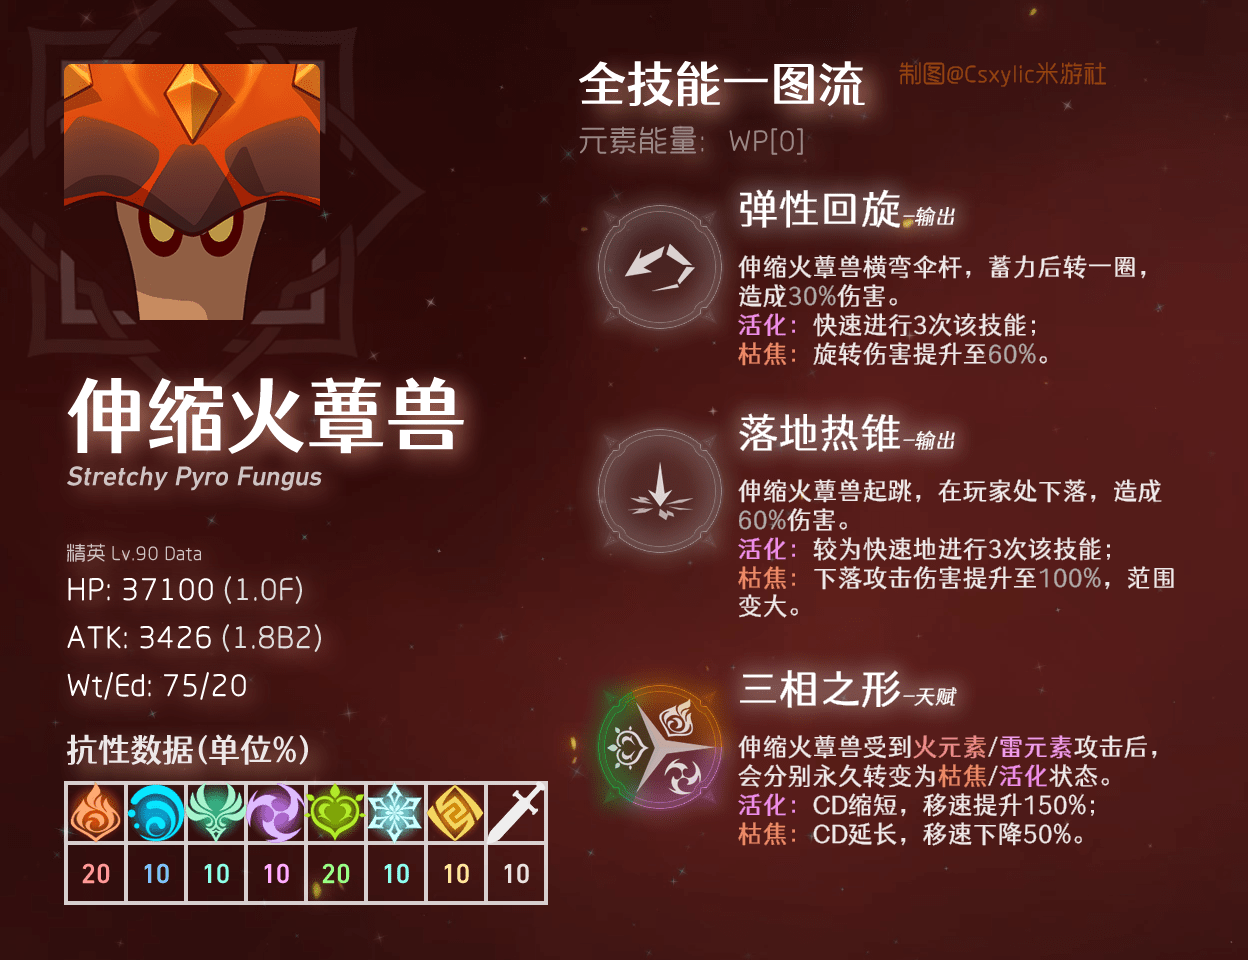 全技能一图流
制图@Csxylic米游社
元素能量：WP[0]
弹性回旋–输出
伸缩火蕈兽横弯伞杆，蓄力后转一圈，
造成30%伤害。
活化：快速进行3次该技能；
枯焦：旋转伤害提升至60%。
伸缩火蕈兽
Stretchy Pyro Fungus
落地热锥–输出
伸缩火蕈兽起跳，在玩家处下落，造成
60%伤害。
活化：较为快速地进行3次该技能；
枯焦：下落攻击伤害提升至100%，范围
变大。
精英 Lv.90 Data
HP: 37100 (1.0F)
ATK: 3426 (1.8B2)
Wt/Ed: 75/20
三相之形–天赋
伸缩火蕈兽受到火元素/雷元素攻击后，
会分别永久转变为枯焦/活化状态。
活化：CD缩短，移速提升150%；
枯焦：CD延长，移速下降50%。
抗性数据(单位%)
20 10 10 10 20 10 10 10